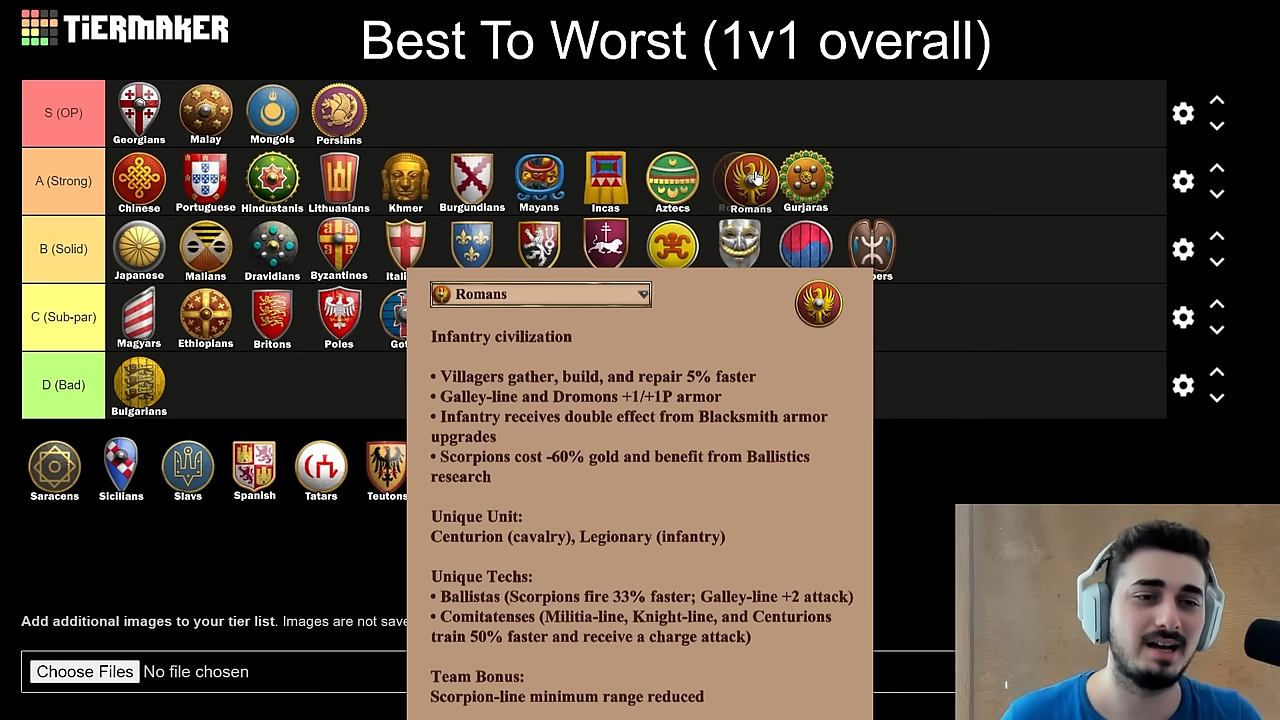 TIERMAKER
Best To Worst (1v1 overall)
S (OP)
Georgians Malay Mongols Persians
A (Strong)
Chinese Portuguese Hindustanis Lithuanians Khmer Burgundians Mayans Incas Aztecs Romans Gurjaras
B (Solid)
Japanese Malians Dravidians Byzantines
C (Sub-par)
Magyars Ethiopians Britons Poles
D (Bad)
Bulgarians
Saracens Sicilians Slavs Spanish Tatars Teutons
Romans
Infantry civilization
• Villagers gather, build, and repair 5% faster
• Galley-line and Dromons +1/+1P armor
• Infantry receives double effect from Blacksmith armor
upgrades
• Scorpions cost -60% gold and benefit from Ballistics
research
Unique Unit:
Centurion (cavalry), Legionary (infantry)
Unique Techs:
• Ballistas (Scorpions fire 33% faster; Galley-line +2 attack)
• Comitatenses (Militia-line, Knight-line, and Centurions
train 50% faster and receive a charge attack)
Team Bonus:
Scorpion-line minimum range reduced
Add additional images to your tier list. Images are not save
Choose Files No file chosen